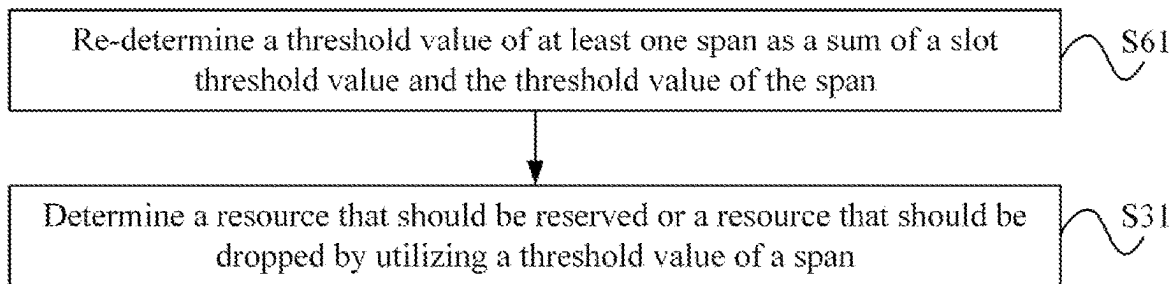 Re-determine a threshold value of at least one span as a sum of a slot
threshold value and the threshold value of the span
S61
Determine a resource that should be reserved or a resource that should be
dropped by utilizing a threshold value of a span
S31